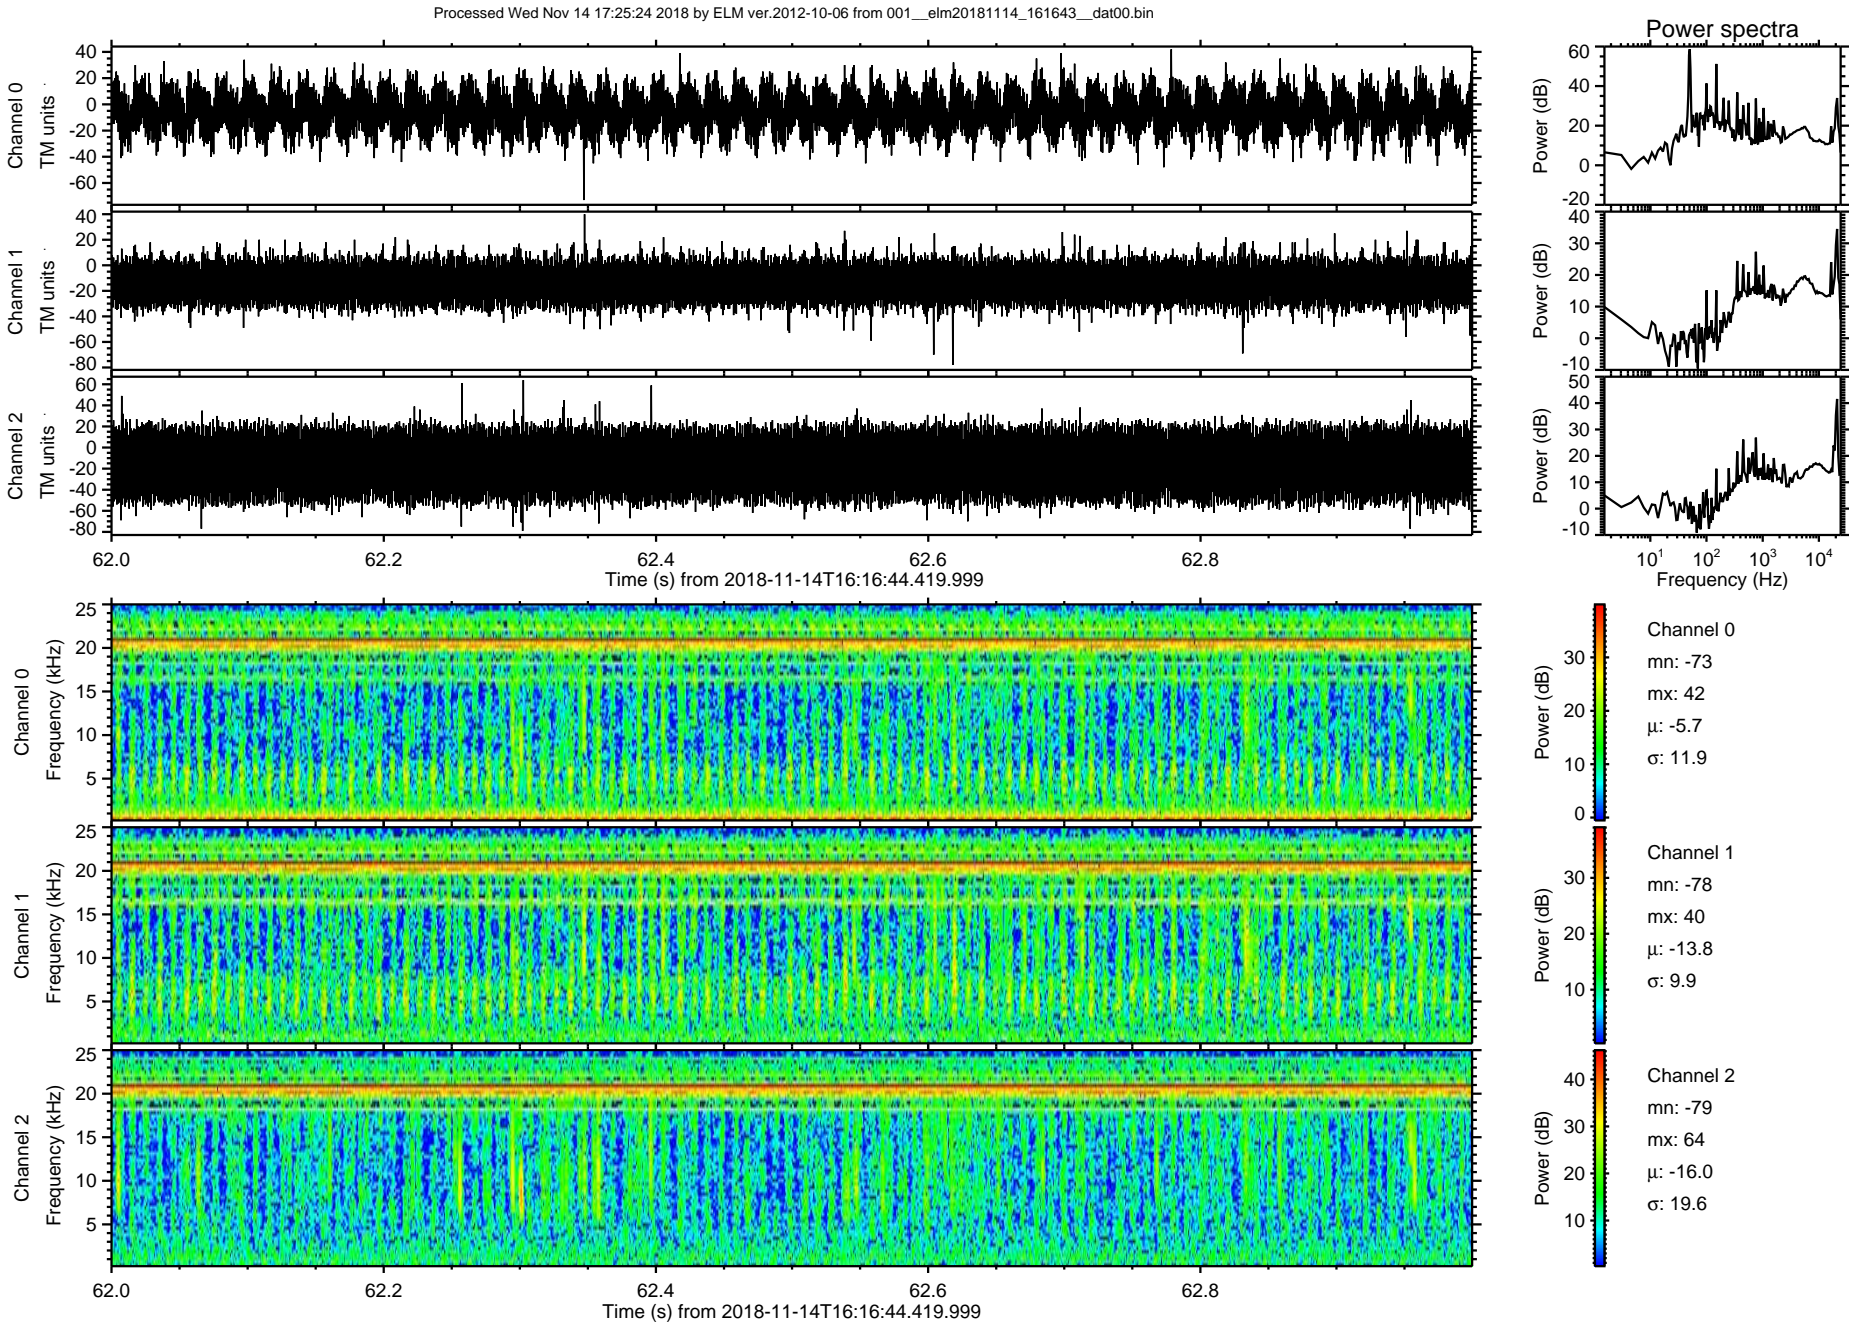 Processed Wed Nov 14 17:25:24 2018 by ELM ver.2012-10-06 from 001__elm20181114_161643__dat00.bin
Power spectra
Channel 0
TM units
40
20
0
-20
-40
-60
Power (dB)
60
40
20
0
-20
Channel 1
TM units
40
20
0
-20
-40
-60
-80
Power (dB)
40
30
20
10
0
-10
Channel 2
TM units
60
40
20
0
-20
-40
-60
-80
Power (dB)
50
40
30
20
10
0
-10
62.0 62.2 62.4 62.6 62.8
Time (s) from 2018-11-14T16:16:44.419.999
10^1 10^2 10^3 10^4
Frequency (Hz)
Channel 0
Frequency (kHz)
25
20
15
10
5
Power (dB)
30
20
10
0
Channel 0
mn: -73
mx: 42
μ: -5.7
σ: 11.9
Channel 1
Frequency (kHz)
25
20
15
10
5
Power (dB)
30
20
10
Channel 1
mn: -78
mx: 40
μ: -13.8
σ: 9.9
Channel 2
Frequency (kHz)
25
20
15
10
5
Power (dB)
40
30
20
10
Channel 2
mn: -79
mx: 64
μ: -16.0
σ: 19.6
62.0 62.2 62.4 62.6 62.8
Time (s) from 2018-11-14T16:16:44.419.999